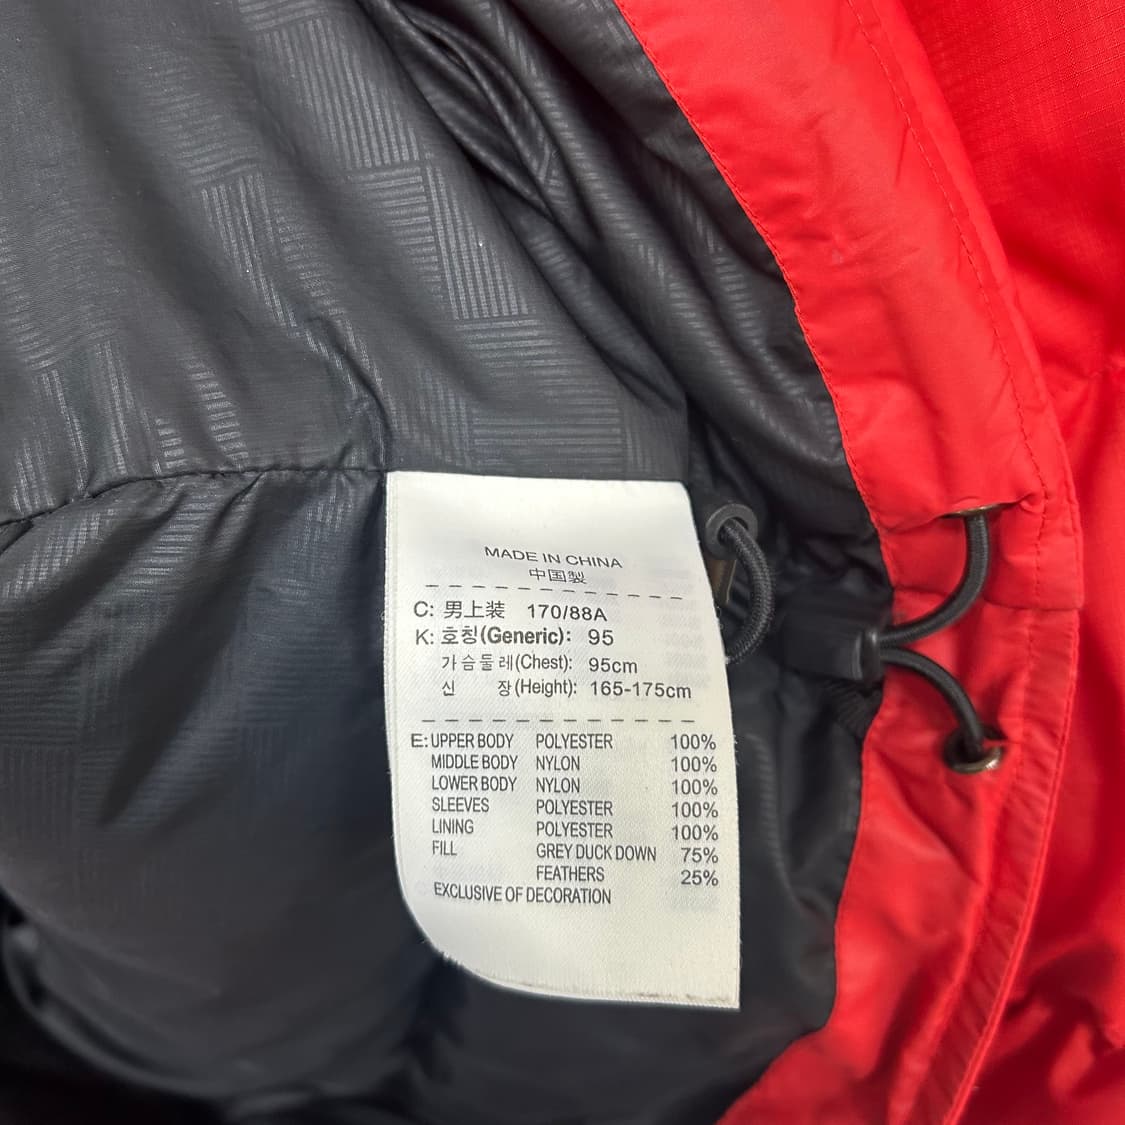 MADE IN CHINA
中国製
C: 男上装 170/88A
K: 호칭(Generic): 95
가슴둘레(Chest): 95cm
신 장(Height): 165-175cm
E: UPPER BODY POLYESTER 100%
MIDDLE BODY NYLON 100%
LOWER BODY NYLON 100%
SLEEVES POLYESTER 100%
LINING POLYESTER 100%
FILL GREY DUCK DOWN 75%
FEATHERS 25%
EXCLUSIVE OF DECORATION